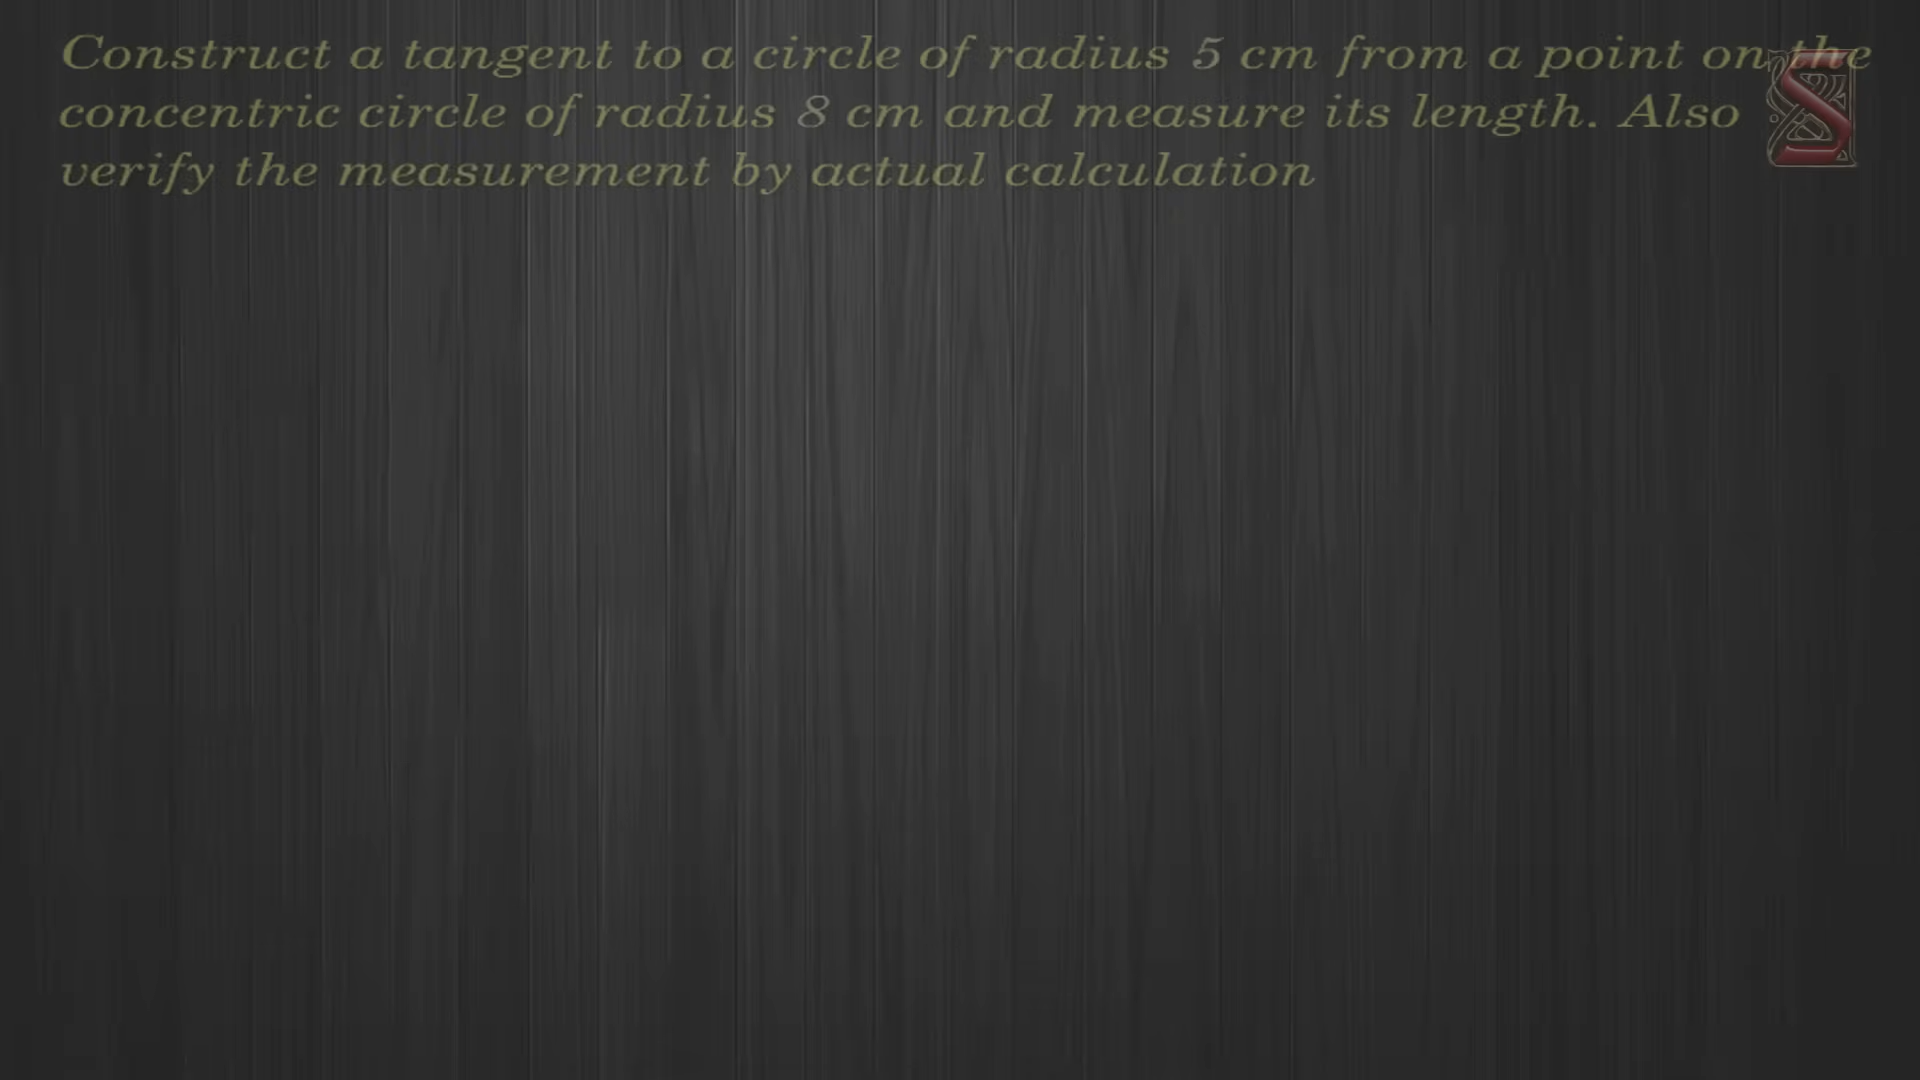 Construct a tangent to a circle of radius 5 cm from a point on the
concentric circle of radius 8 cm and measure its length. Also
verify the measurement by actual calculation
S